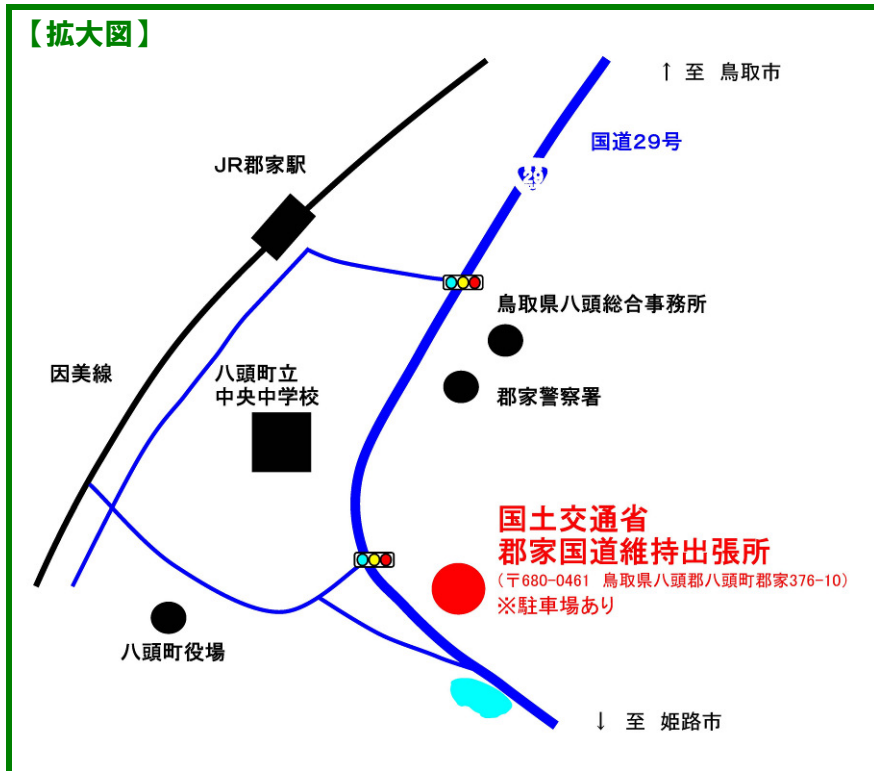 【拡大図】
↑ 至 鳥取市
国道29号
29
JR郡家駅
鳥取県八頭総合事務所
因美線
八頭町立
中央中学校
郡家警察署
国土交通省
郡家国道維持出張所
(〒680-0461 鳥取県八頭郡八頭町郡家376-10)
※駐車場あり
八頭町役場
↓ 至 姫路市